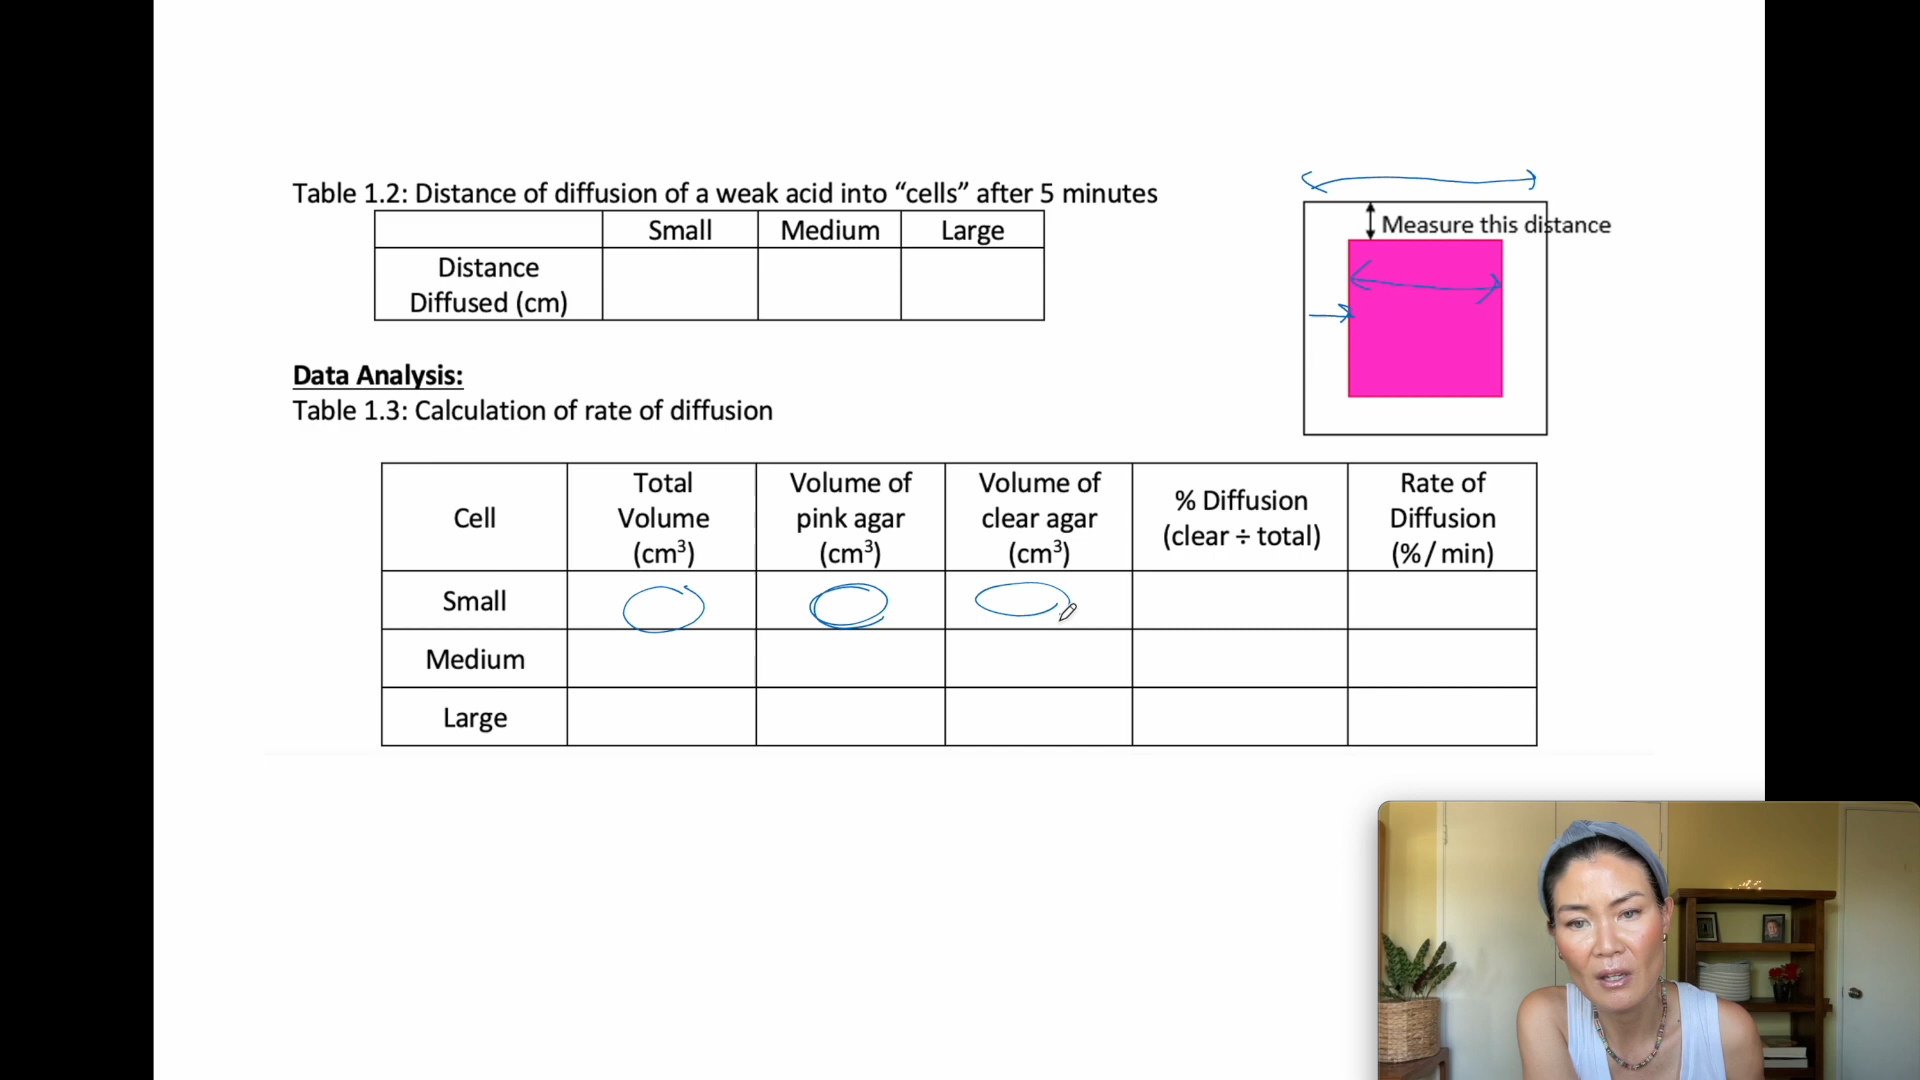 Table 1.2: Distance of diffusion of a weak acid into “cells” after 5 minutes
Small Medium Large
Distance
Diffused (cm)
Measure this distance
Data Analysis:
Table 1.3: Calculation of rate of diffusion
Cell
Total
Volume
(cm³)
Volume of
pink agar
(cm³)
Volume of
clear agar
(cm³)
% Diffusion
(clear ÷ total)
Rate of
Diffusion
(%/ min)
Small
Medium
Large